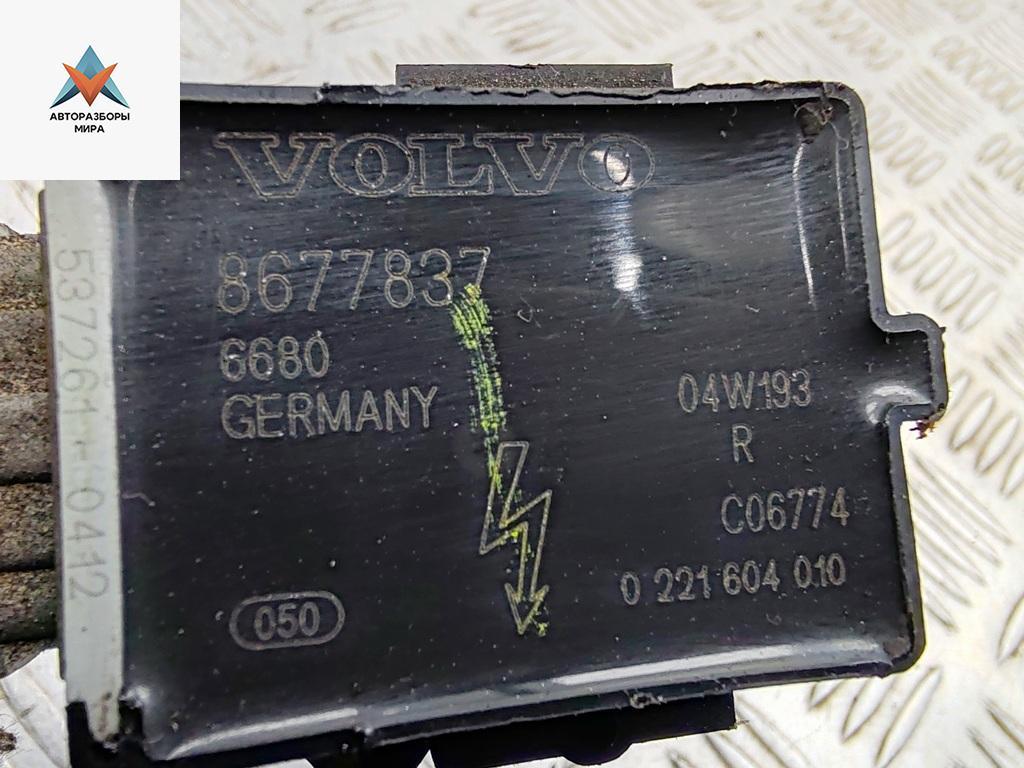 АВТОРАЗБОРЫ
МИРА
VOLVO
8677837
6680
GERMANY
04W193
R
C06774
0 221 604 010
050
537261-0412